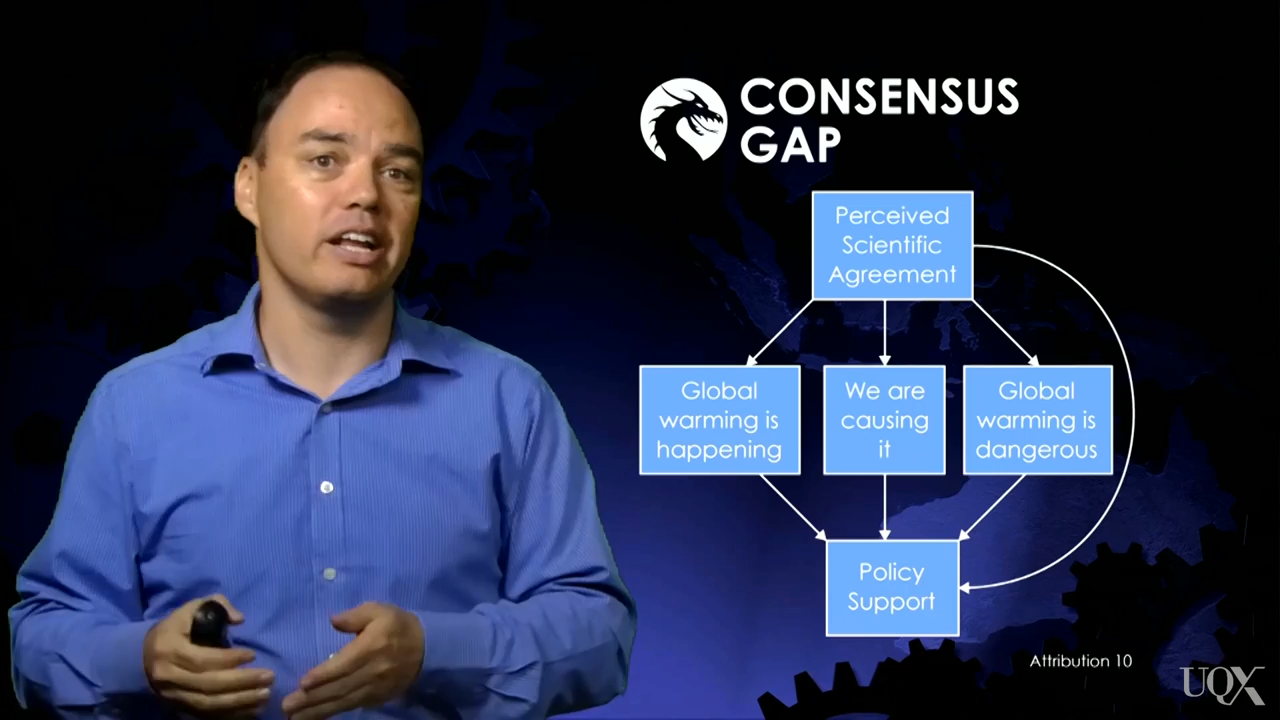 CONSENSUS
GAP
Perceived
Scientific
Agreement
Global
warming is
happening
We are
causing
it
Global
warming is
dangerous
Policy
Support
Attribution 10
UQX